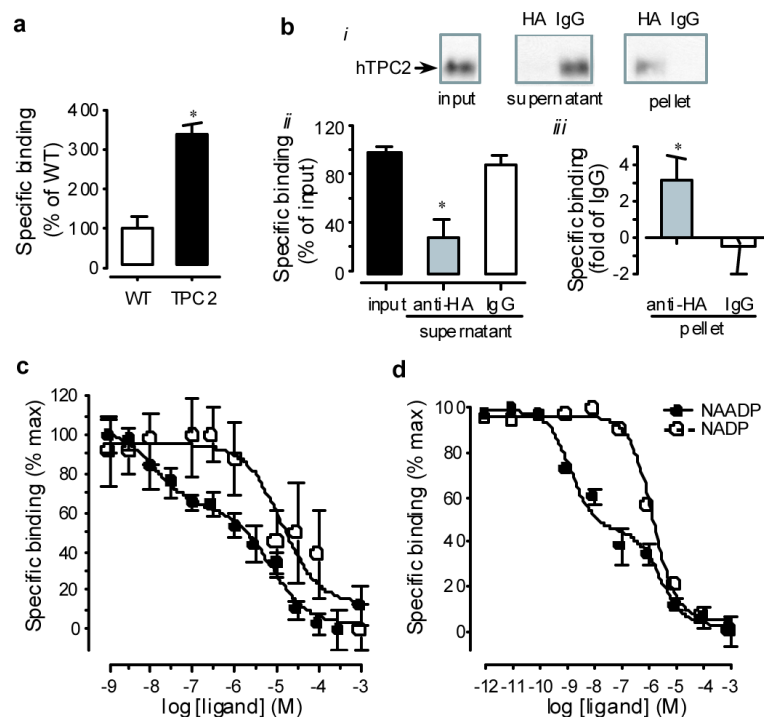 a
Specific binding
(% of WT)
400
300
200
100
0
*
WT TPC2
b
i
hTPC2
HA IgG
HA IgG
input
supernatant
pellet
ii
Specific binding
(% of input)
120
80
40
0
*
input anti-HA IgG
supernatant
iii
Specific binding
(fold of IgG)
4
2
0
-2
*
anti-HA IgG
pellet
c
Specific binding (% max)
120
100
80
60
40
20
0
-9 -8 -7 -6 -5 -4 -3
log [ligand] (M)
d
Specific binding (% max)
100
80
60
40
20
0
-12 -11 -10 -9 -8 -7 -6 -5 -4 -3
log [ligand] (M)
NAADP
NADP